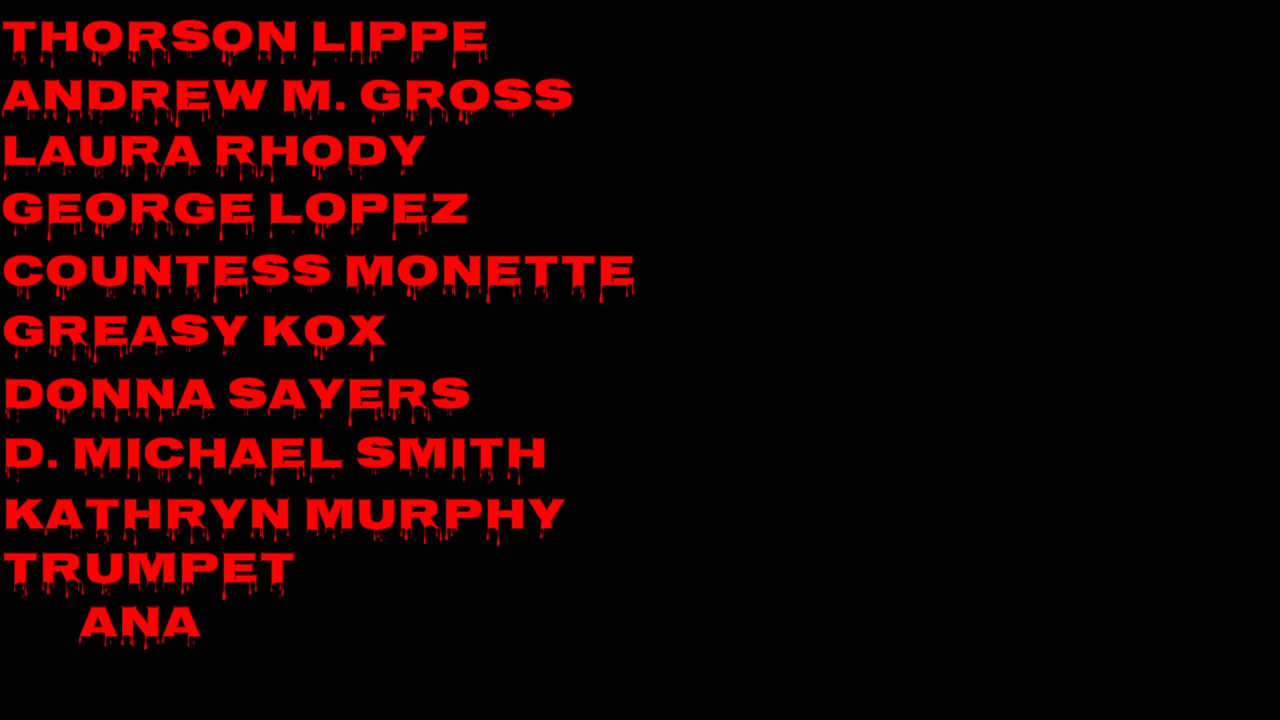 THORSON LIPPE
ANDREW M. GROSS
LAURA RHODY
GEORGE LOPEZ
COUNTESS MONETTE
GREASY KOX
DONNA SAYERS
D. MICHAEL SMITH
KATHRYN MURPHY
TRUMPET
ANA